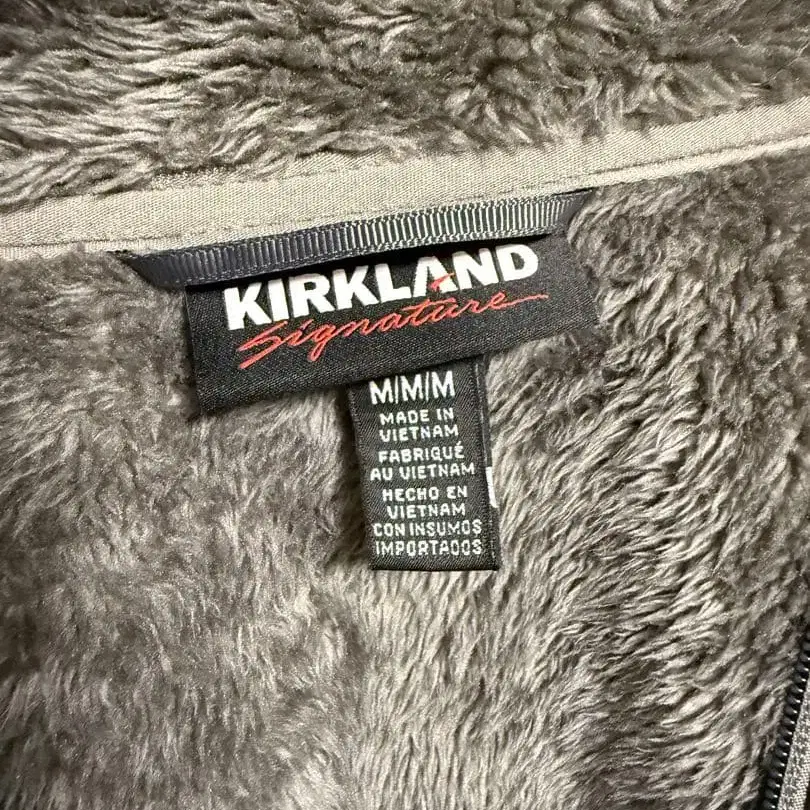 KIRKLAND
Signature
M/M/M
MADE IN
VIETNAM
FABRIQUÉ
AU VIETNAM
HECHO EN
VIETNAM
CON INSUMOS
IMPORTADOS